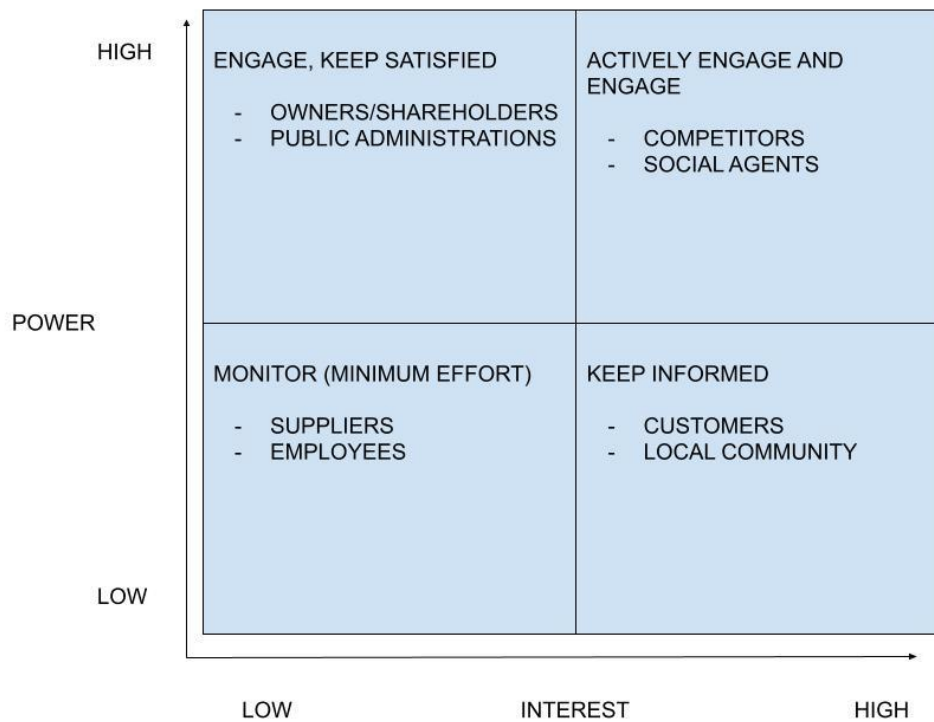 HIGH
ENGAGE, KEEP SATISFIED
- OWNERS/SHAREHOLDERS
- PUBLIC ADMINISTRATIONS
ACTIVELY ENGAGE AND
ENGAGE
- COMPETITORS
- SOCIAL AGENTS
POWER
MONITOR (MINIMUM EFFORT)
- SUPPLIERS
- EMPLOYEES
KEEP INFORMED
- CUSTOMERS
- LOCAL COMMUNITY
LOW
LOW
INTEREST
HIGH